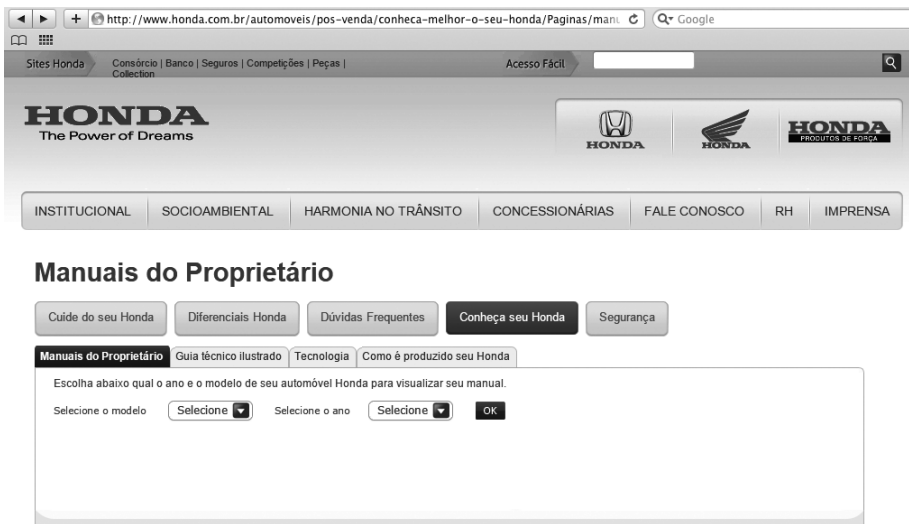 http://www.honda.com.br/automoveis/pos-venda/conheca-melhor-o-seu-honda/Paginas/manu
Google
Sites Honda
Consórcio | Banco | Seguros | Competições | Peças |
Collection
Acesso Fácil
HONDA
The Power of Dreams
HONDA
HONDA
HONDA
PRODUTOS DE FORÇA
INSTITUCIONAL SOCIOAMBIENTAL HARMONIA NO TRÂNSITO CONCESSIONÁRIAS FALE CONOSCO RH IMPRENSA
Manuais do Proprietário
Cuide do seu Honda Diferenciais Honda Dúvidas Frequentes Conheça seu Honda Segurança
Manuais do Proprietário Guia técnico ilustrado Tecnologia Como é produzido seu Honda
Escolha abaixo qual o ano e o modelo de seu automóvel Honda para visualizar seu manual.
Selecione o modelo Selecione Selecione o ano Selecione OK